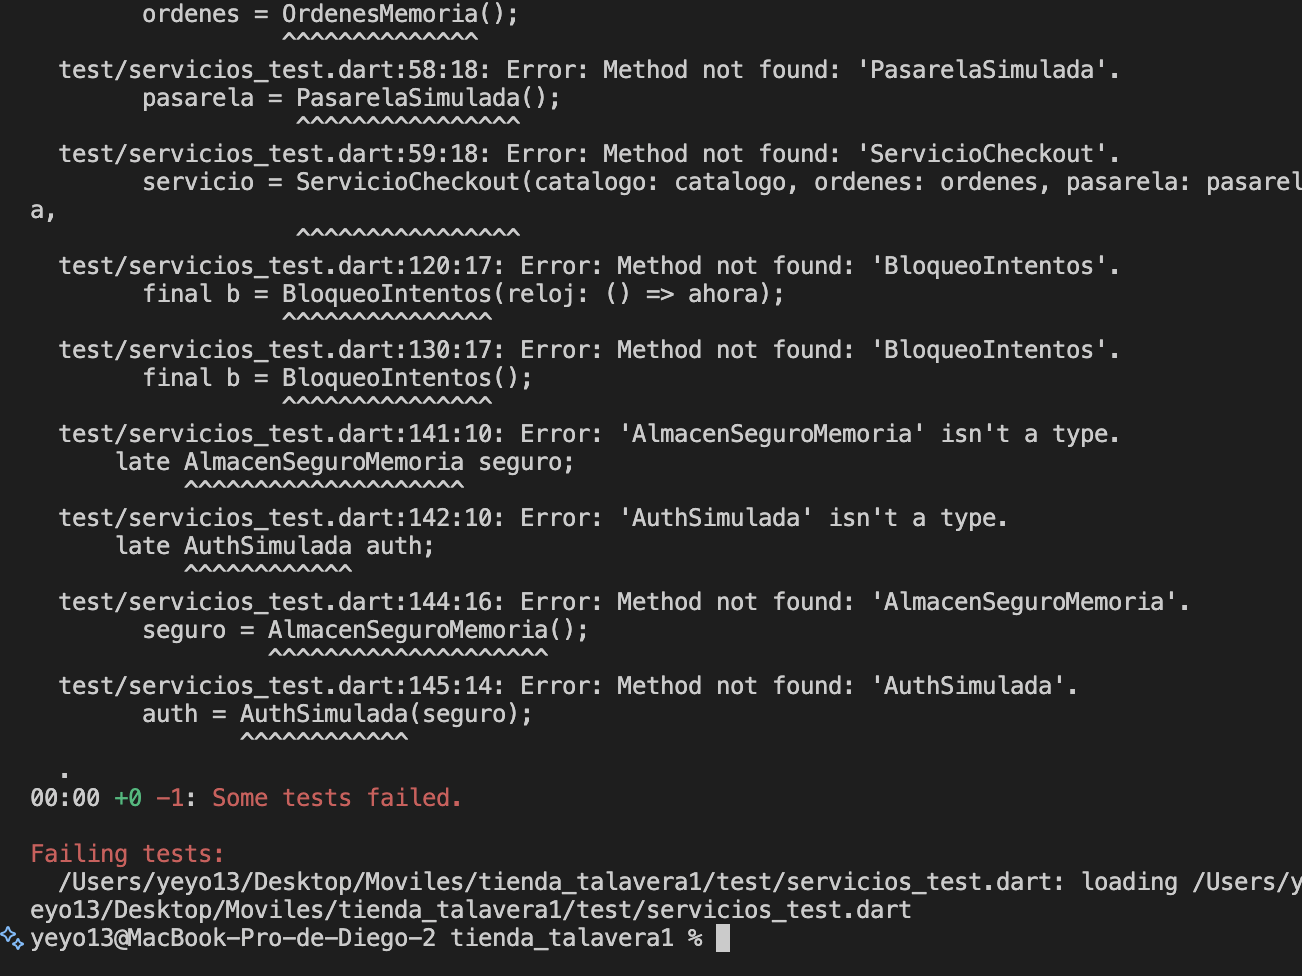 ordenes = OrdenesMemoria();
^^^^^^^^^^^^^^
test/servicios_test.dart:58:18: Error: Method not found: 'PasarelaSimulada'.
pasarela = PasarelaSimulada();
^^^^^^^^^^^^^^^^
test/servicios_test.dart:59:18: Error: Method not found: 'ServicioCheckout'.
servicio = ServicioCheckout(catalogo: catalogo, ordenes: ordenes, pasarela: pasarel
a,
^^^^^^^^^^^^^^^^
test/servicios_test.dart:120:17: Error: Method not found: 'BloqueoIntentos'.
final b = BloqueoIntentos(reloj: () => ahora);
^^^^^^^^^^^^^^^
test/servicios_test.dart:130:17: Error: Method not found: 'BloqueoIntentos'.
final b = BloqueoIntentos();
^^^^^^^^^^^^^^^
test/servicios_test.dart:141:10: Error: 'AlmacenSeguroMemoria' isn't a type.
late AlmacenSeguroMemoria seguro;
^^^^^^^^^^^^^^^^^^^^
test/servicios_test.dart:142:10: Error: 'AuthSimulada' isn't a type.
late AuthSimulada auth;
^^^^^^^^^^^^
test/servicios_test.dart:144:16: Error: Method not found: 'AlmacenSeguroMemoria'.
seguro = AlmacenSeguroMemoria();
^^^^^^^^^^^^^^^^^^^^
test/servicios_test.dart:145:14: Error: Method not found: 'AuthSimulada'.
auth = AuthSimulada(seguro);
^^^^^^^^^^^^
.
00:00 +0 -1: Some tests failed.
Failing tests:
/Users/yeyo13/Desktop/Moviles/tienda_talavera1/test/servicios_test.dart: loading /Users/y
eyo13/Desktop/Moviles/tienda_talavera1/test/servicios_test.dart
yeyo13@MacBook-Pro-de-Diego-2 tienda_talavera1 %